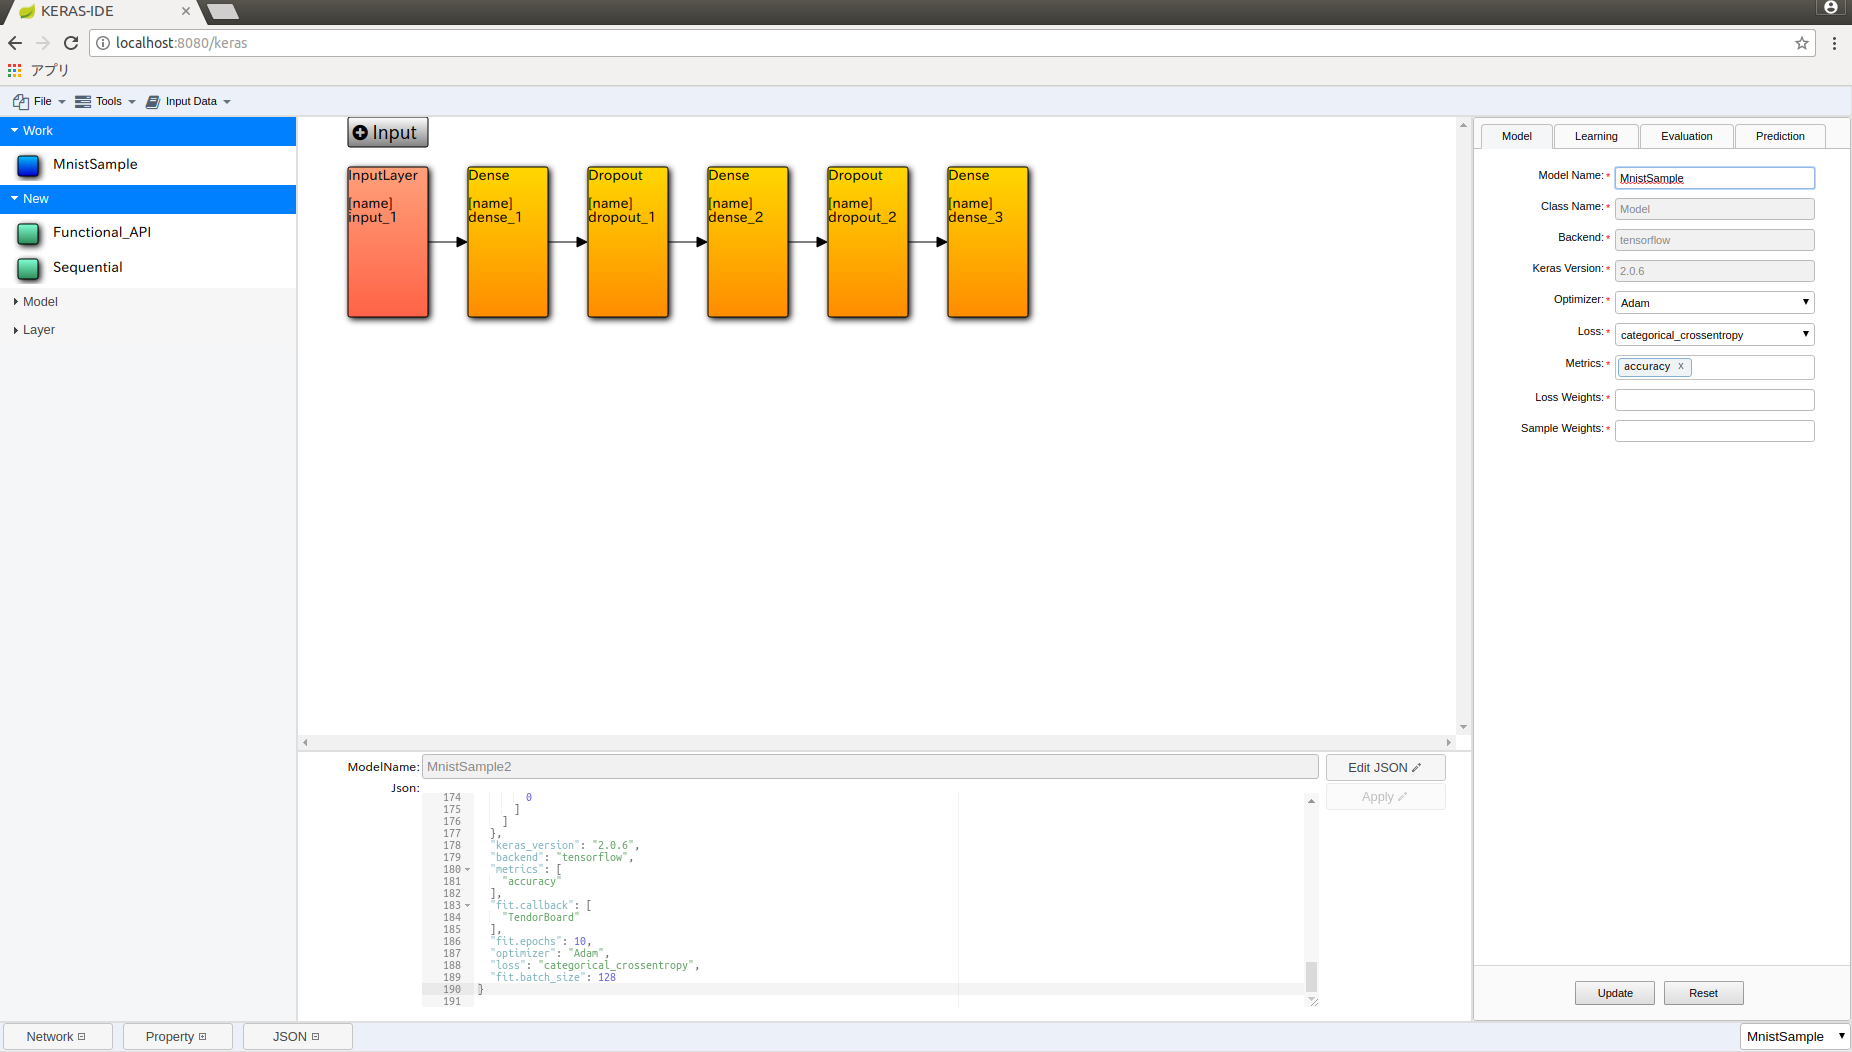 KERAS-IDE
localhost:8080/keras
アプリ
File Tools Input Data
Work
MnistSample
New
Functional_API
Sequential
Model
Layer
Input
InputLayer
[name]
input_1
Dense
[name]
dense_1
Dropout
[name]
dropout_1
Dense
[name]
dense_2
Dropout
[name]
dropout_2
Dense
[name]
dense_3
ModelName: MnistSample2
Edit JSON
Json:
Apply
174 0
175 ]
176 ]
177 },
178 "keras_version": "2.0.6",
179 "backend": "tensorflow",
180 "metrics": [
181 "accuracy"
182 ],
183 "fit.callback": [
184 "TendorBoard"
185 ],
186 "fit.epochs": 10,
187 "optimizer": "Adam",
188 "loss": "categorical_crossentropy",
189 "fit.batch_size": 128
190 }
191
Model Learning Evaluation Prediction
Model Name:* MnistSample
Class Name:* Model
Backend:* tensorflow
Keras Version:* 2.0.6
Optimizer:* Adam
Loss:* categorical_crossentropy
Metrics:* accuracy x
Loss Weights:*
Sample Weights:*
Update Reset
Network Property JSON
MnistSample